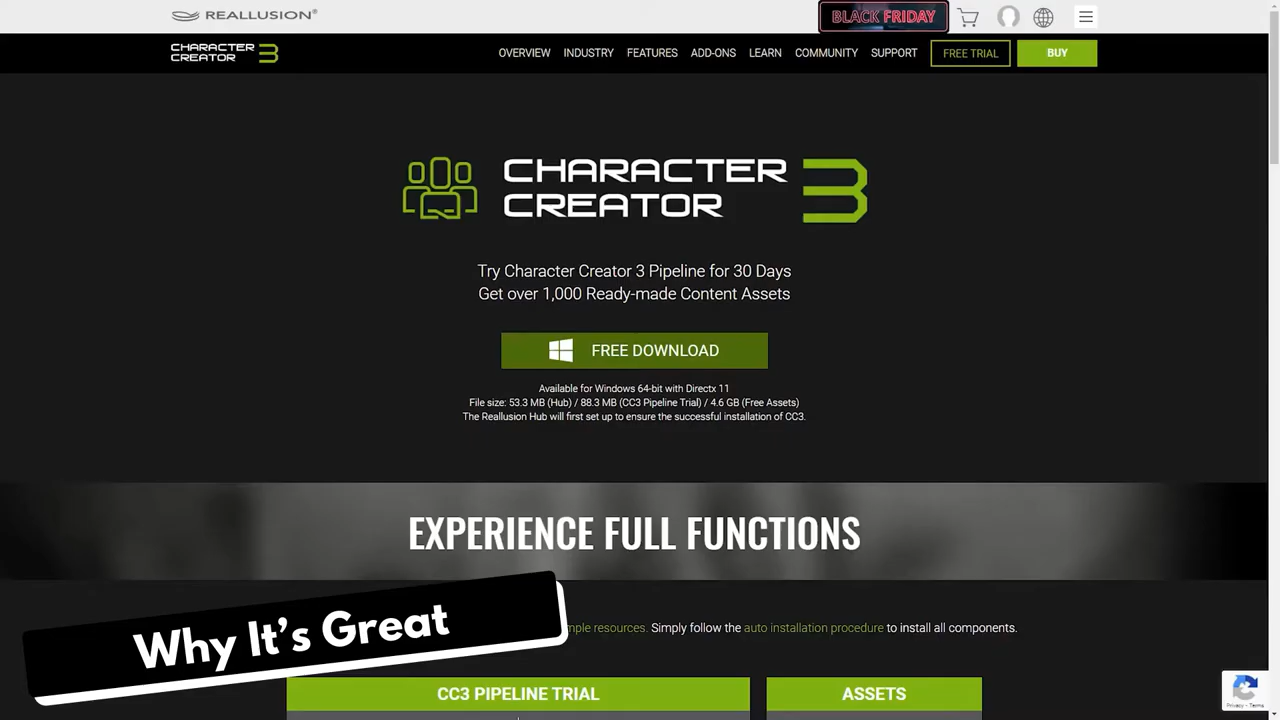 REALLUSION®
BLACK FRIDAY
CHARACTER
CREATOR 3
OVERVIEW INDUSTRY FEATURES ADD-ONS LEARN COMMUNITY SUPPORT FREE TRIAL BUY
CHARACTER
CREATOR 3
Try Character Creator 3 Pipeline for 30 Days
Get over 1,000 Ready-made Content Assets
FREE DOWNLOAD
Available for Windows 64-bit with Directx 11
File size: 53.3 MB (Hub) / 88.3 MB (CC3 Pipeline Trial) / 4.6 GB (Free Assets)
The Reallusion Hub will first set up to ensure the successful installation of CC3.
EXPERIENCE FULL FUNCTIONS
resources. Simply follow the auto installation procedure to install all components.
Why It's Great
CC3 PIPELINE TRIAL ASSETS
Privacy - Terms